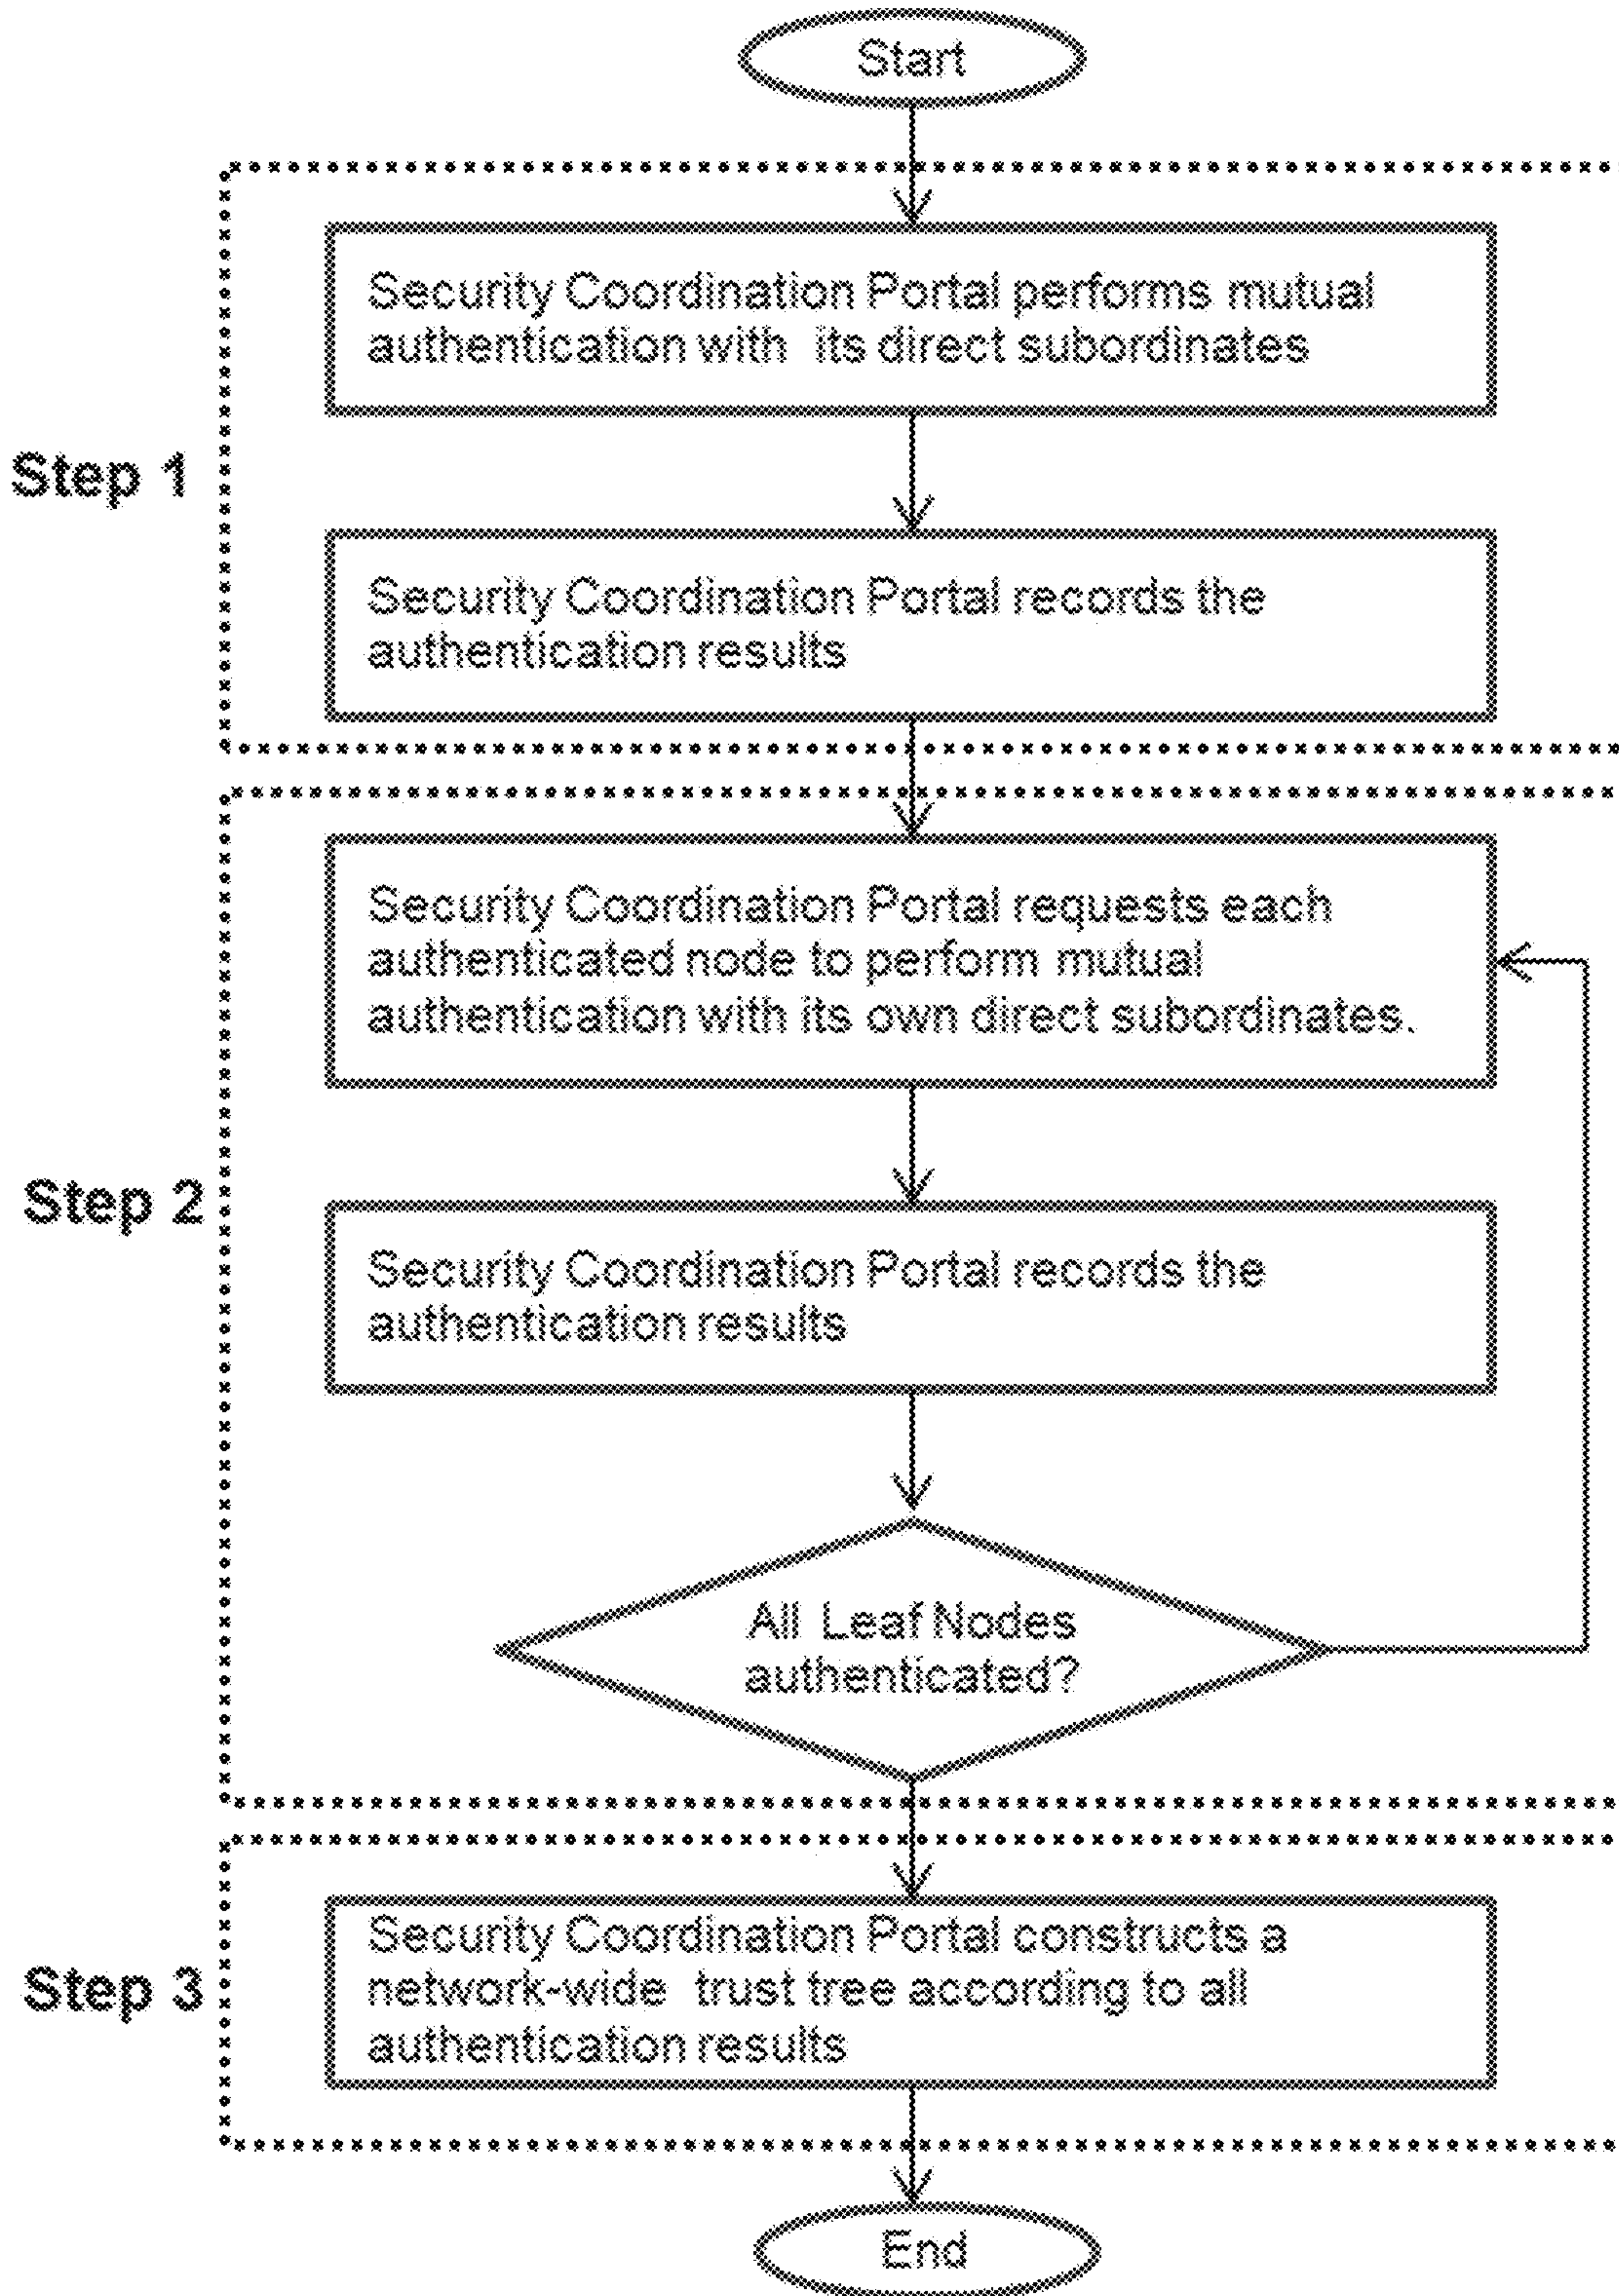 Start
Step 1
Security Coordination Portal performs mutual
authentication with its direct subordinates
Security Coordination Portal records the
authentication results
Step 2
Security Coordination Portal requests each
authenticated node to perform mutual
authentication with its own direct subordinates.
Security Coordination Portal records the
authentication results
All Leaf Nodes
authenticated?
Step 3
Security Coordination Portal constructs a
network-wide trust tree according to all
authentication results
End